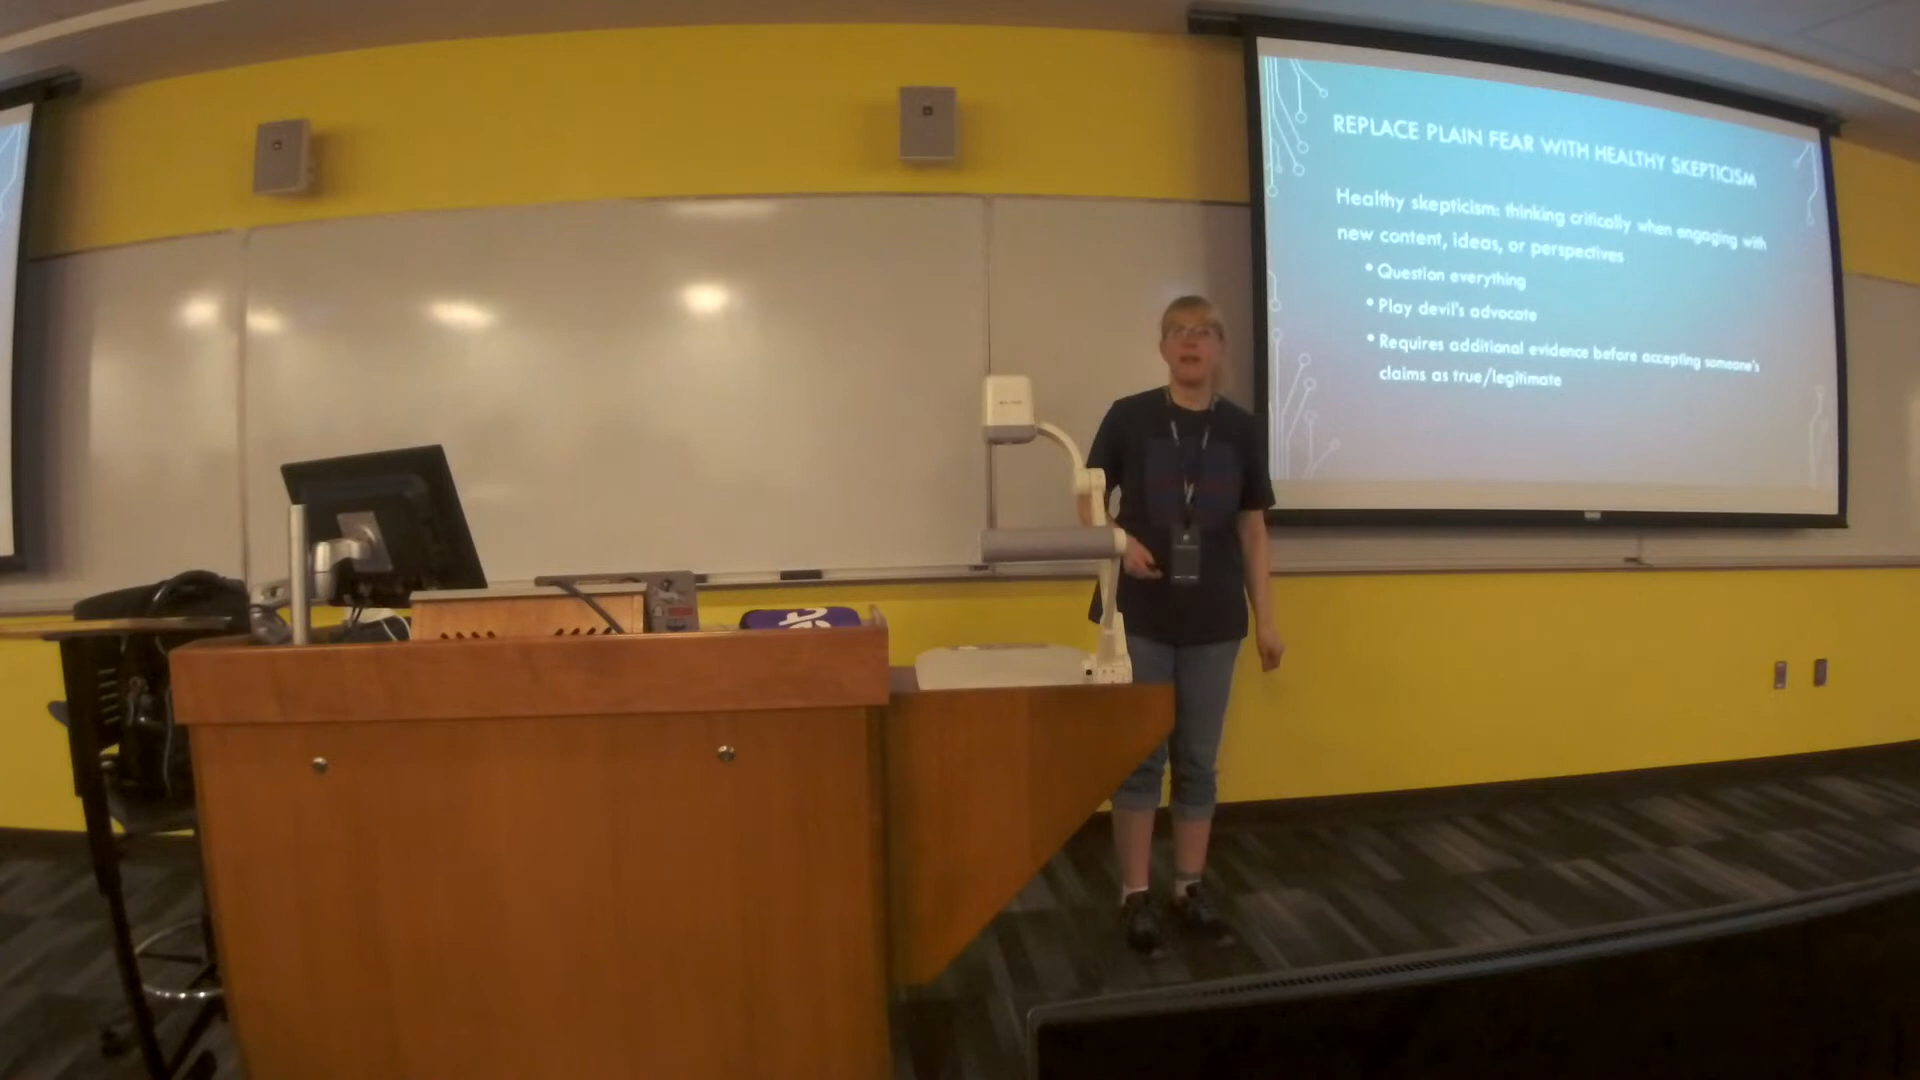 REPLACE PLAIN FEAR WITH HEALTHY SKEPTICISM
Healthy skepticism: thinking critically when engaging with
new content, ideas, or perspectives
• Question everything
• Play devil's advocate
• Requires additional evidence before accepting someone's
claims as true/legitimate